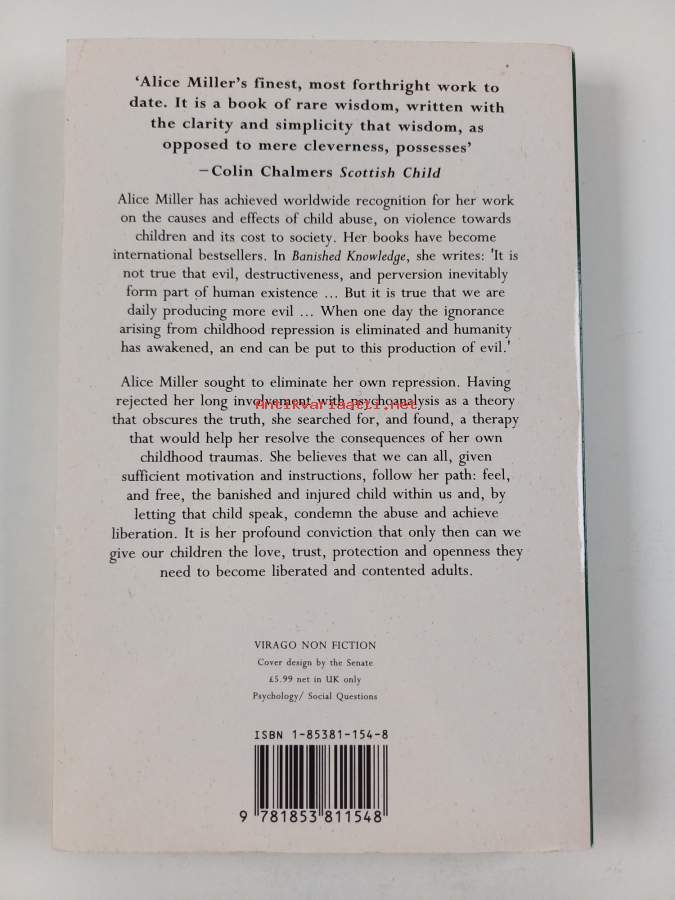 ‘Alice Miller’s finest, most forthright work to
date. It is a book of rare wisdom, written with
the clarity and simplicity that wisdom, as
opposed to mere cleverness, possesses’
—Colin Chalmers Scottish Child
Alice Miller has achieved worldwide recognition for her work
on the causes and effects of child abuse, on violence towards
children and its cost to society. Her books have become
international bestsellers. In Banished Knowledge, she writes: 'It is
not true that evil, destructiveness, and perversion inevitably
form part of human existence ... But it is true that we are
daily producing more evil ... When one day the ignorance
arising from childhood repression is eliminated and humanity
has awakened, an end can be put to this production of evil.'
Alice Miller sought to eliminate her own repression. Having
rejected her long involvement with psychoanalysis as a theory
Antikvariaatti.net
that obscures the truth, she searched for, and found, a therapy
that would help her resolve the consequences of her own
childhood traumas. She believes that we can all, given
sufficient motivation and instructions, follow her path: feel,
and free, the banished and injured child within us and, by
letting that child speak, condemn the abuse and achieve
liberation. It is her profound conviction that only then can we
give our children the love, trust, protection and openness they
need to become liberated and contented adults.
VIRAGO NON FICTION
Cover design by the Senate
£5.99 net in UK only
Psychology/ Social Questions
ISBN 1-85381-154-8
9 781853 811548